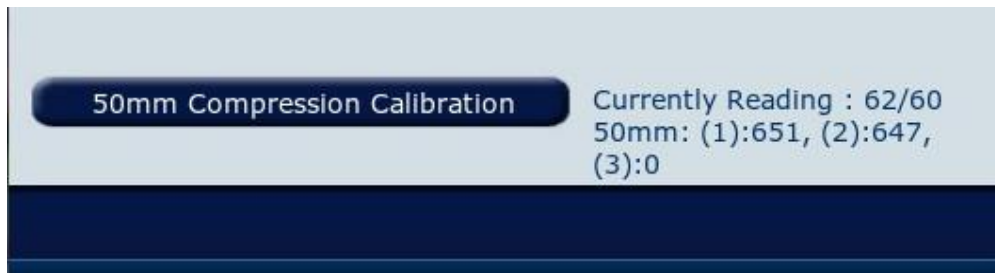 50mm Compression Calibration
Currently Reading : 62/60
50mm: (1):651, (2):647,
(3):0